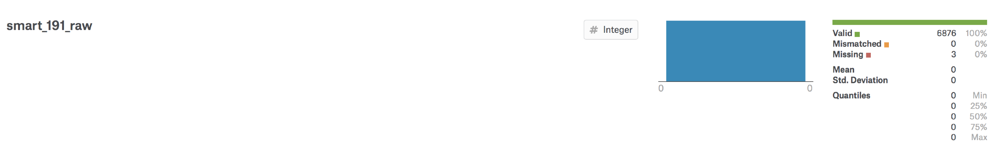 smart_191_raw
# Integer
0 0
Valid 6876 100%
Mismatched 0 0%
Missing 3 0%
Mean 0
Std. Deviation 0
Quantiles 0 Min
0 25%
0 50%
0 75%
0 Max